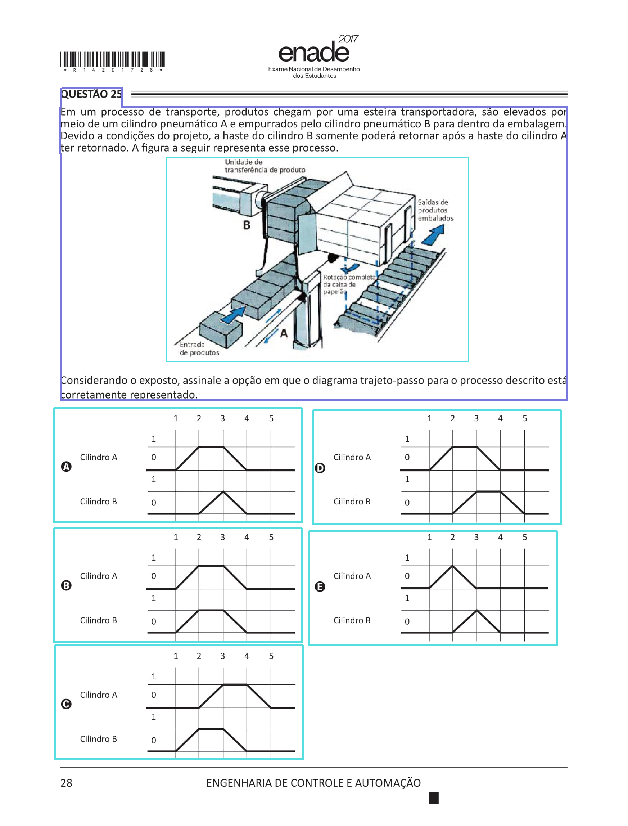 *R14201728*
2017
enade
Exame Nacional de Desempenho
dos Estudantes
QUESTÃO 25
Em um processo de transporte, produtos chegam por uma esteira transportadora, são elevados por
meio de um cilindro pneumático A e empurrados pelo cilindro pneumático B para dentro da embalagem.
Devido a condições do projeto, a haste do cilindro B somente poderá retornar após a haste do cilindro A
ter retornado. A figura a seguir representa esse processo.
Unidade de
transferência de produto
B
Saídas de
produtos
embalados
Rotação completa
da caixa de
papelão
A
Entrada
de produtos
Considerando o exposto, assinale a opção em que o diagrama trajeto-passo para o processo descrito está
corretamente representado.
1 2 3 4 5
1
A Cilindro A 0
1
Cilindro B 0
1 2 3 4 5
1
B Cilindro A 0
1
Cilindro B 0
1 2 3 4 5
1
C Cilindro A 0
1
Cilindro B 0
1 2 3 4 5
1
D Cilindro A 0
1
Cilindro B 0
1 2 3 4 5
1
E Cilindro A 0
1
Cilindro B 0
28 ENGENHARIA DE CONTROLE E AUTOMAÇÃO